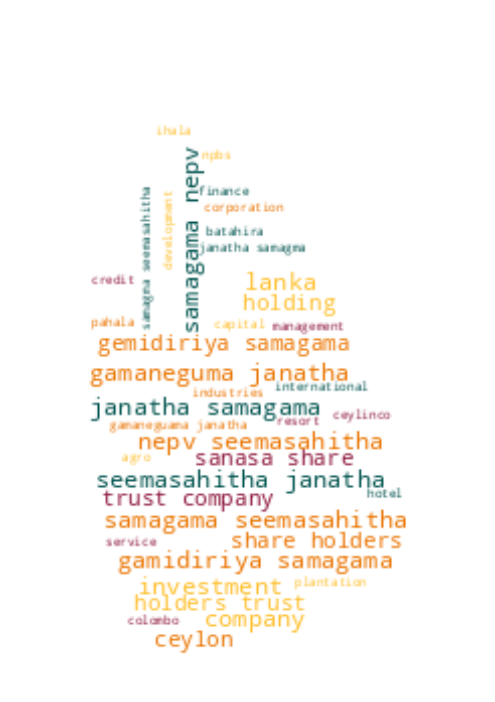 ihala
samagama nepv
npbs
samagna seemasahitha
development
finance
corporation
batahira
janatha samagma
credit
lanka
holding
pahala
capital
management
gemidiriya samagama
gamaneguma janatha
international
industries
janatha samagama
ceylinco
resort
gamaneguama janatha
nepv seemasahitha
agro
sanasa share
seemasahitha janatha
hotel
trust company
samagama seemasahitha
service
share holders
gamidiriya samagama
investment
plantation
holders trust
colombo
company
ceylon